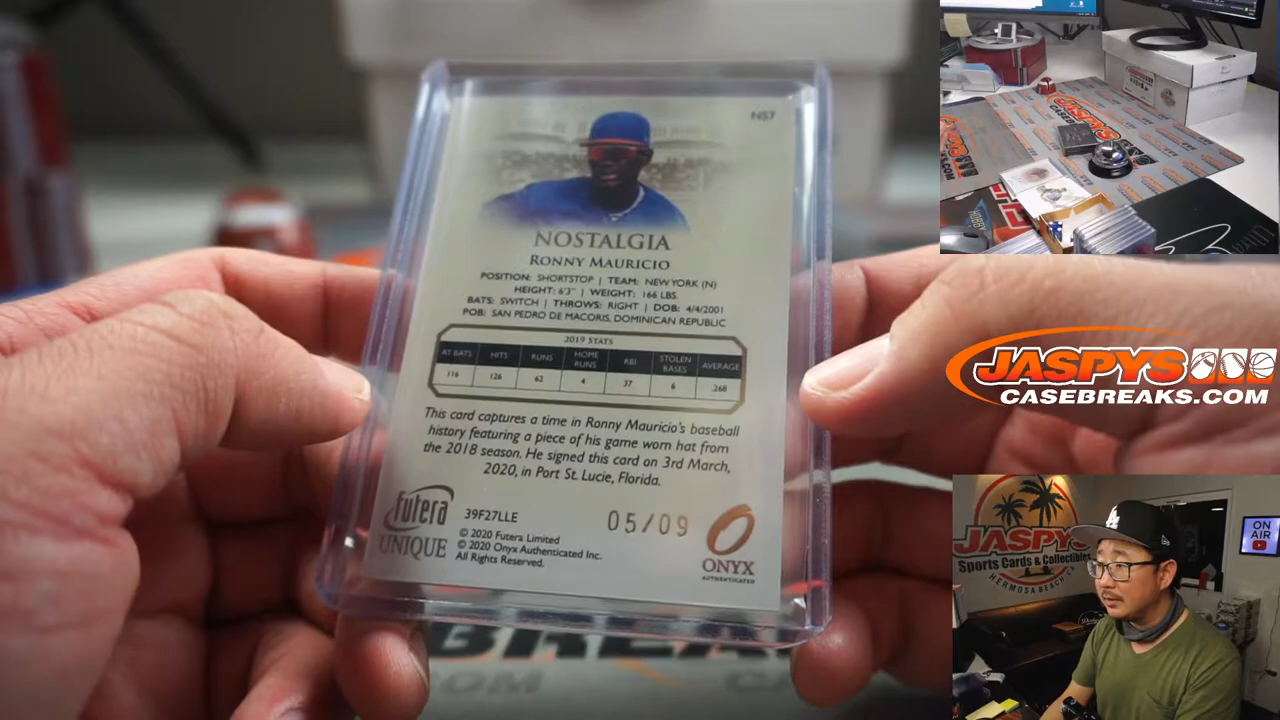 NS7
NOSTALGIA
RONNY MAURICIO
POSITION: SHORTSTOP | TEAM: NEW YORK (N)
HEIGHT: 6'3" | WEIGHT: 166 LBS.
BATS: SWITCH | THROWS: RIGHT | DOB: 4/4/2001
POB: SAN PEDRO DE MACORIS, DOMINICAN REPUBLIC
2019 STATS
AT BATS HITS RUNS HOME RUNS RBI STOLEN BASES AVERAGE
116 126 62 4 37 6 .268
This card captures a time in Ronny Mauricio's baseball
history featuring a piece of his game worn hat from
the 2018 season. He signed this card on 3rd March,
2020, in Port St. Lucie, Florida.
Futera
UNIQUE
39F27LLE
© 2020 Futera Limited
© 2020 Onyx Authenticated Inc.
All Rights Reserved.
05/09
ONYX
AUTHENTICATED
JASPYS
CASEBREAKS.COM
JASPYS
JASPYS
Sports Cards & Collectibles
HERMOSA BEACH CA
LA
ON
AIR